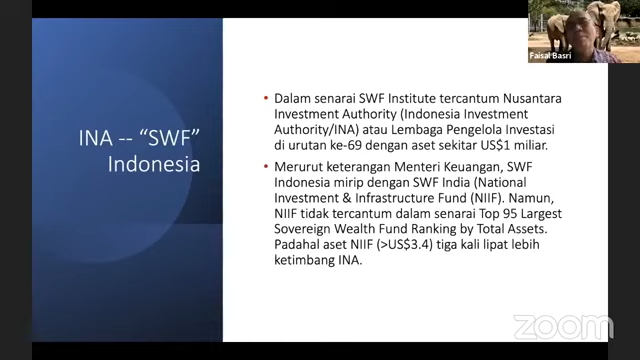 Faisal Basri
INA -- “SWF”
Indonesia
• Dalam senarai SWF Institute tercantum Nusantara
Investment Authority (Indonesia Investment
Authority/INA) atau Lembaga Pengelola Investasi
di urutan ke-69 dengan aset sekitar US$1 miliar.
• Merurut keterangan Menteri Keuangan, SWF
Indonesia mirip dengan SWF India (National
Investment & Infrastructure Fund (NIIF). Namun,
NIIF tidak tercantum dalam senarai Top 95 Largest
Sovereign Wealth Fund Ranking by Total Assets.
Padahal aset NIIF (>US$3.4) tiga kali lipat lebih
ketimbang INA.
zoom